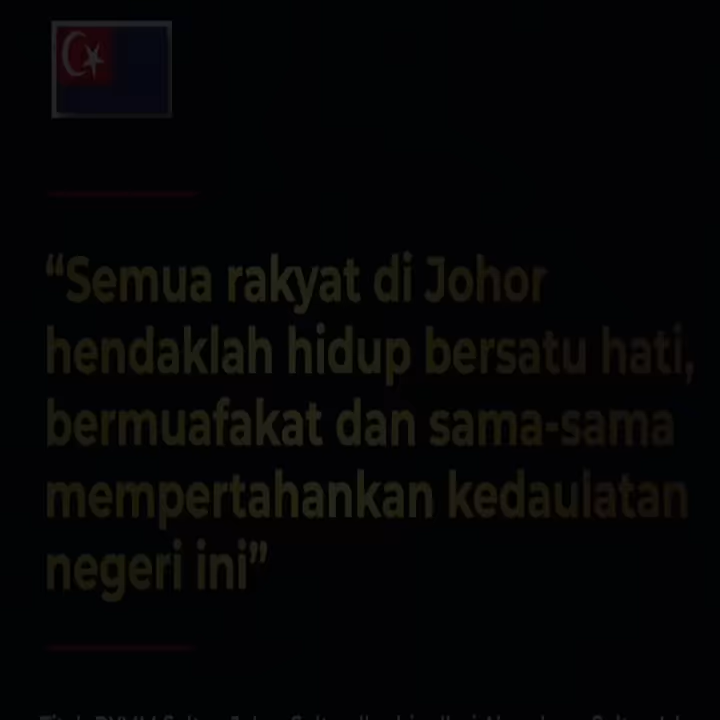 “Semua rakyat di Johor
hendaklah hidup bersatu hati,
bermuafakat dan sama-sama
mempertahankan kedaulatan
negeri ini”